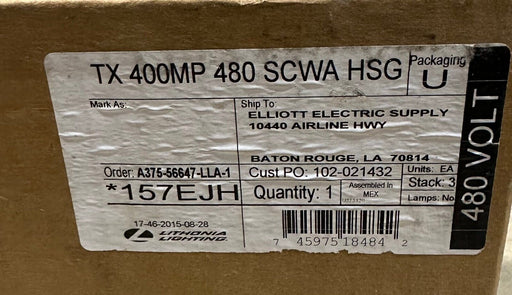 TX 400MP 480 SCWA HSG
Packaging
U
Mark As:
Ship To:
ELLIOTT ELECTRIC SUPPLY
10440 AIRLINE HWY
BATON ROUGE, LA 70814
Order: A375-56647-LLA-1
Cust PO: 102-021432
Units: EA
*157EJH
Quantity: 1
Assembled In
MEX
Stack: 3
Lamps: No
480 VOLT
17-46-2015-08-28
LITHONIA
LIGHTING
7 45975 18484 2